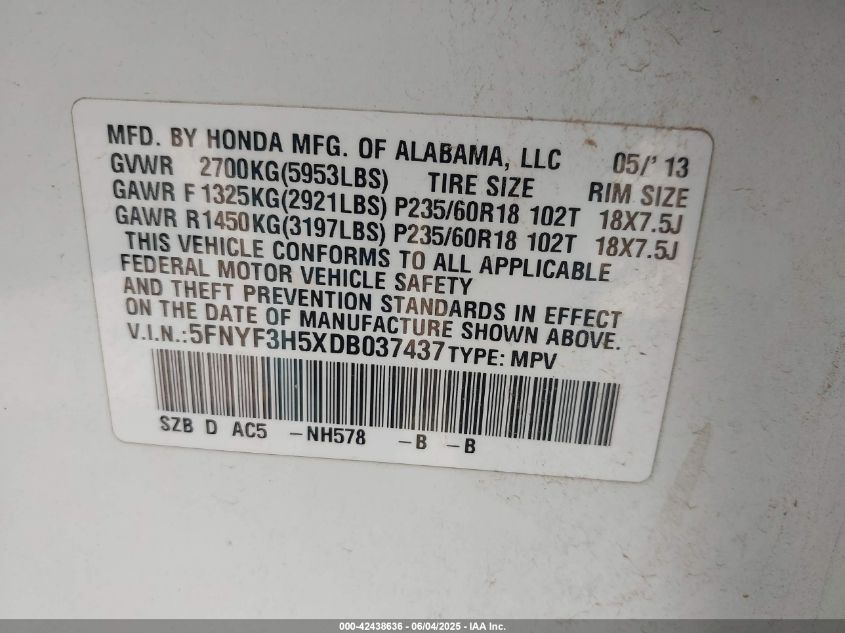 MFD. BY HONDA MFG. OF ALABAMA, LLC 05/' 13
GVWR 2700KG(5953LBS) TIRE SIZE RIM SIZE
GAWR F 1325KG(2921LBS) P235/60R18 102T 18X7.5J
GAWR R1450KG(3197LBS) P235/60R18 102T 18X7.5J
THIS VEHICLE CONFORMS TO ALL APPLICABLE
FEDERAL MOTOR VEHICLE SAFETY
AND THEFT PREVENTION STANDARDS IN EFFECT
ON THE DATE OF MANUFACTURE SHOWN ABOVE.
V.I.N.:5FNYF3H5XDB037437 TYPE: MPV
SZB D AC5 -NH578 -B -B
000-42438636 - 06/04/2025 - IAA Inc.